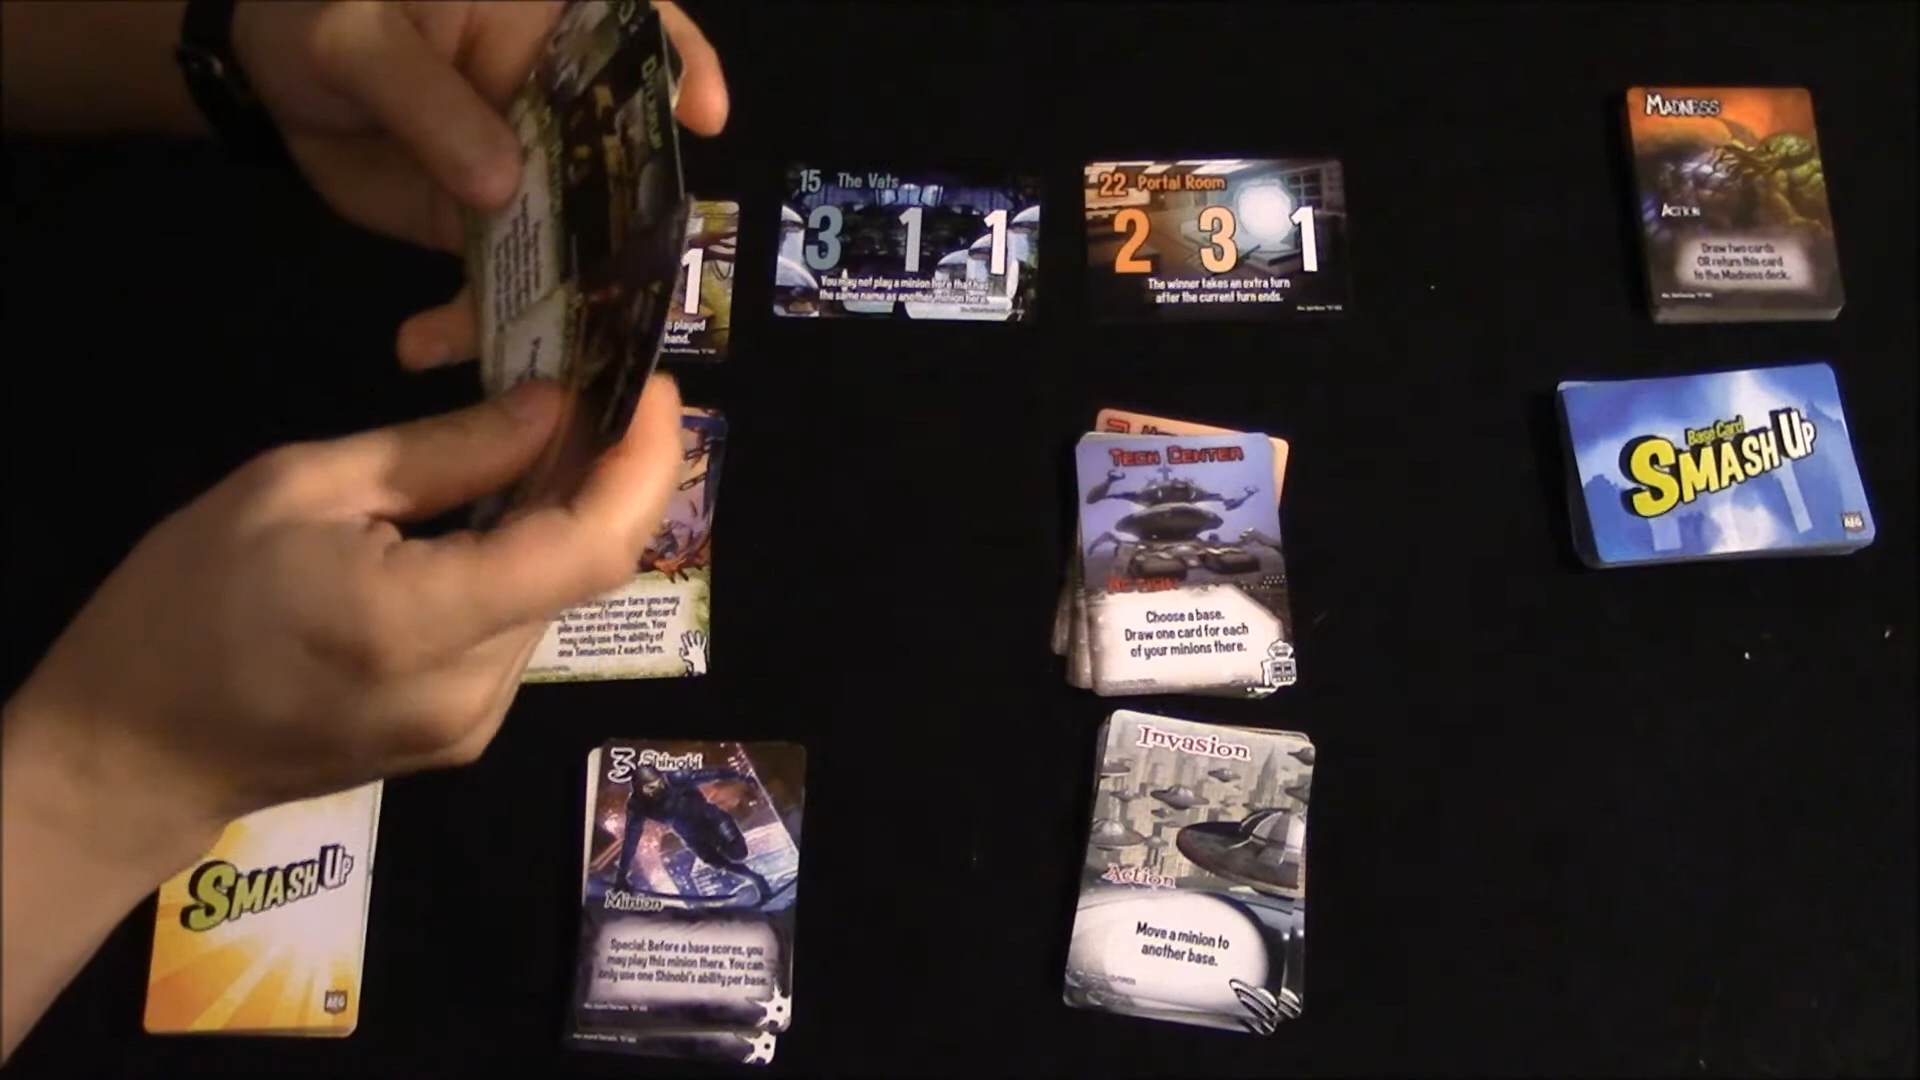 MADNESS
ACTION
Draw two cards
OR return this card
to the Madness deck.
15 The Vats
3 1 1
You may not play a minion here that has
the same name as another minion here.
22 Portal Room
2 3 1
The winner takes an extra turn
after the current turn ends.
1
is played
hand.
Base Card
SMASH UP
AEG
TECH CENTER
ACTION
Choose a base.
Draw one card for each
of your minions there.
your turn you may
this card from your discard
pile as an extra minion. You
may only use the ability of
one Tenacious Z each turn.
Invasion
Action
Move a minion to
another base.
3 Shinobi
Minion
Special: Before a base scores, you
may play this minion there. You can
only use one Shinobi's ability per base.
SMASH UP
AEG